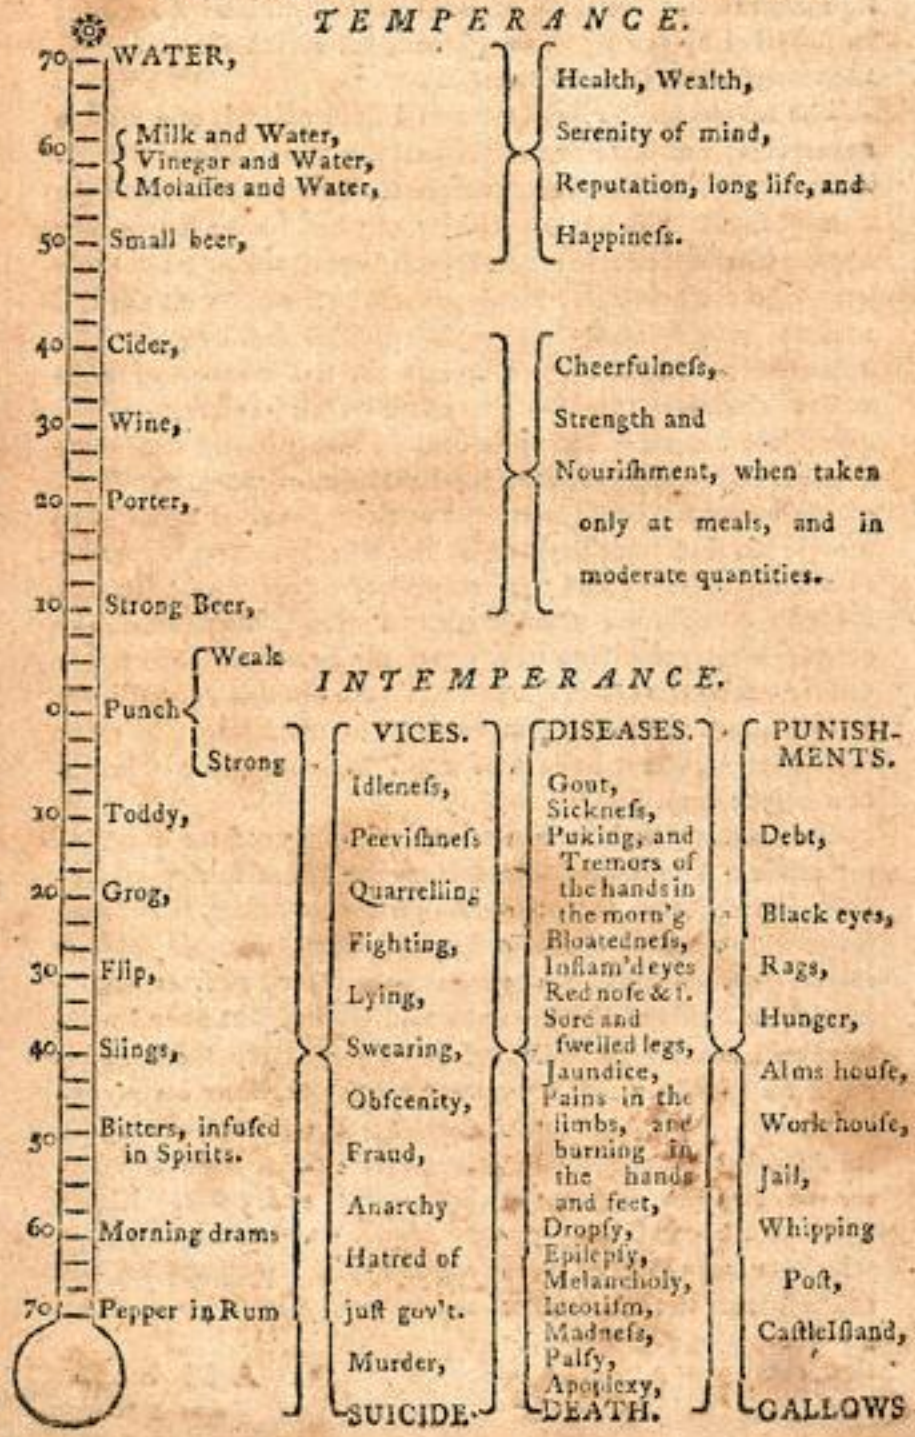 TEMPERANCE.
70 WATER,
60
Milk and Water,
Vinegar and Water,
Molaſſes and Water,
50 Small beer,
Health, Wealth,
Serenity of mind,
Reputation, long life, and
Happineſs.
40 Cider,
30 Wine,
20 Porter,
10 Strong Beer,
Cheerfulneſs,
Strength and
Nouriſhment, when taken
only at meals, and in
moderate quantities.
Weak
0 Punch
Strong
INTEMPERANCE.
10 Toddy,
20 Grog,
30 Flip,
40 Slings,
50 Bitters, infuſed
in Spirits.
60 Morning drams
70 Pepper in Rum
VICES.
Idleneſs,
Peeviſhneſs
Quarrelling
Fighting,
Lying,
Swearing,
Obſcenity,
Fraud,
Anarchy
Hatred of
juſt gov't.
Murder,
SUICIDE.
DISEASES.
Gout,
Sickneſs,
Puking, and
Tremors of
the hands in
the morn'g
Bloatedneſs,
Inflam'd eyes
Red noſe & f.
Sore and
ſwelled legs,
Jaundice,
Pains in the
limbs, and
burning in
the hands
and feet,
Dropſy,
Epilepſy,
Melancholy,
Madneſs,
Palſy,
Apoplexy,
DEATH.
PUNISH-
MENTS.
Debt,
Black eyes,
Rags,
Hunger,
Alms houſe,
Work houſe,
Jail,
Whipping
Poſt,
CaſtleIſland,
GALLOWS